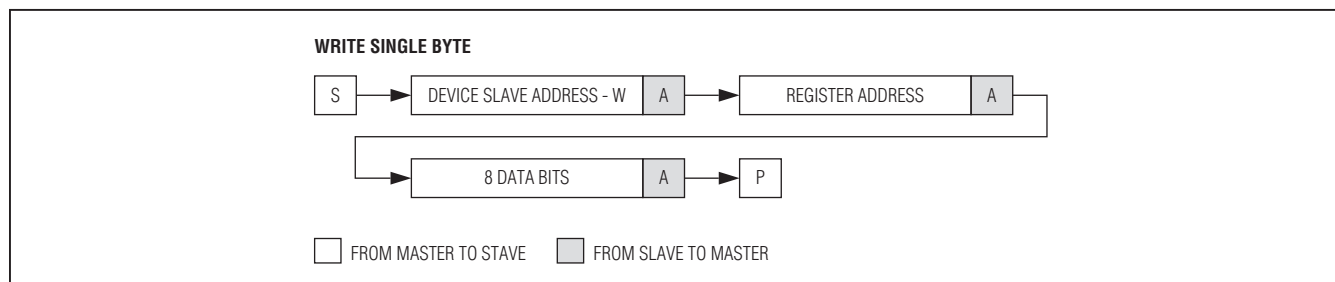 WRITE SINGLE BYTE
S DEVICE SLAVE ADDRESS - W A REGISTER ADDRESS A
8 DATA BITS A P
FROM MASTER TO STAVE FROM SLAVE TO MASTER